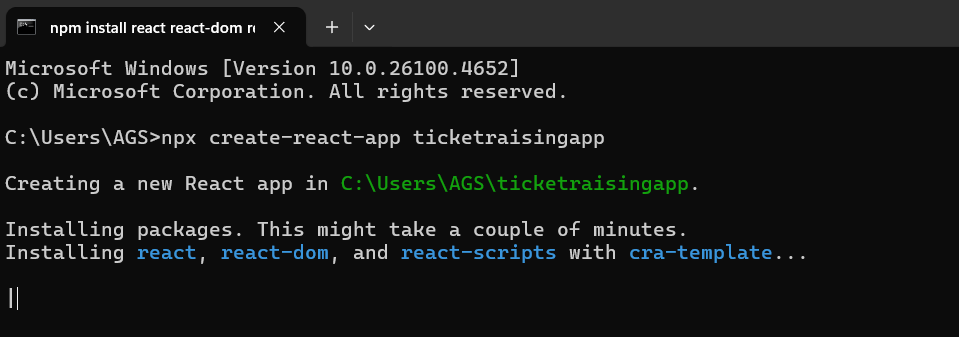 npm install react react-dom re
Microsoft Windows [Version 10.0.26100.4652]
(c) Microsoft Corporation. All rights reserved.
C:\Users\AGS>npx create-react-app ticketraisingapp
Creating a new React app in C:\Users\AGS\ticketraisingapp.
Installing packages. This might take a couple of minutes.
Installing react, react-dom, and react-scripts with cra-template...
|